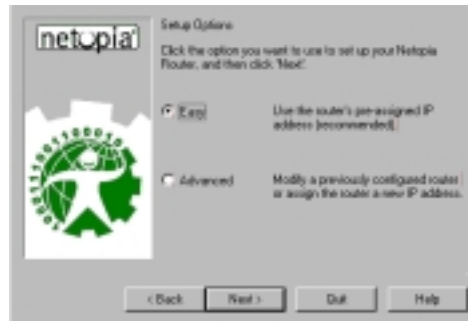 netopia
Setup Options
Click the option you want to use to set up your Netopia
Router, and then click 'Next'.
Easy
Use the router's pre-assigned IP
address (recommended).
Advanced
Modify a previously configured router
or assign the router a new IP address.
1000111100111001100010
< Back
Next >
Quit
Help